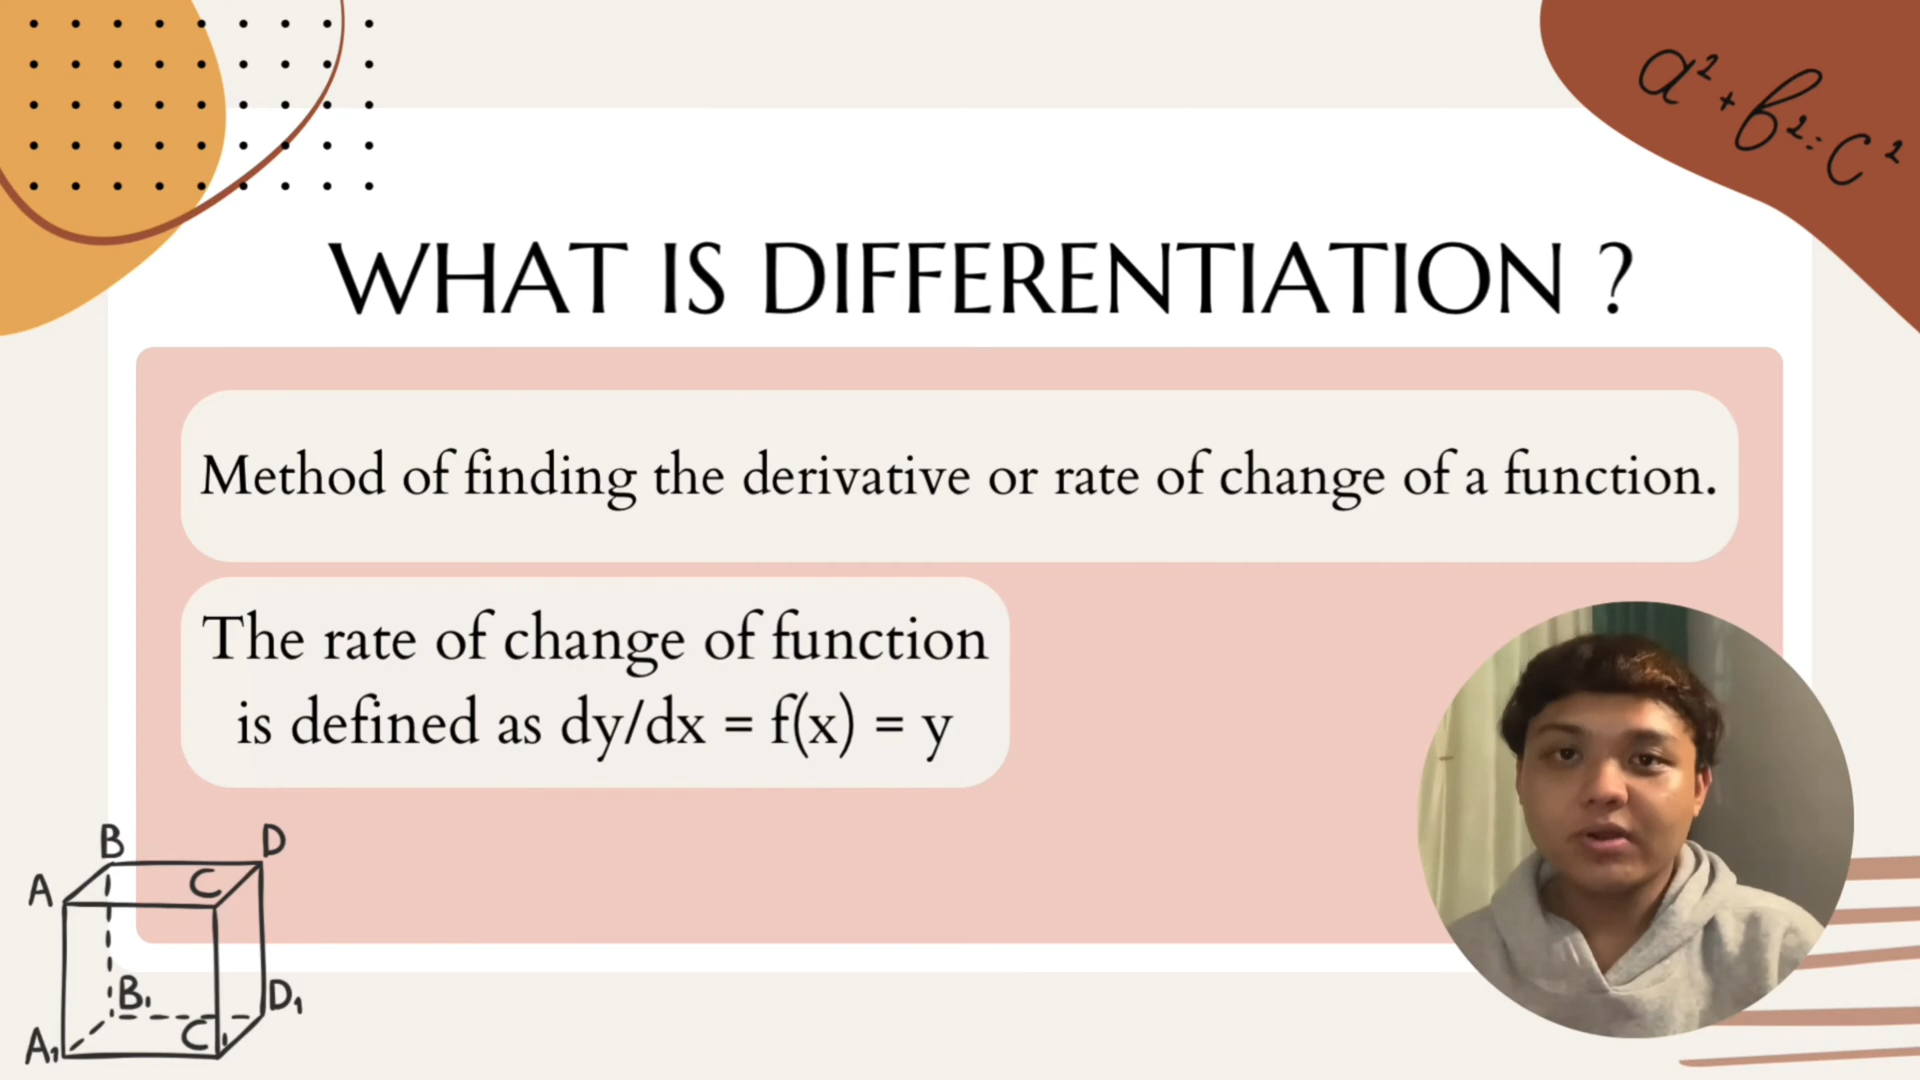 a² + b² = c²
WHAT IS DIFFERENTIATION ?
Method of finding the derivative or rate of change of a function.
The rate of change of function
is defined as dy/dx = f(x) = y
B
D
A
C
B₁
D₁
A₁
C₁